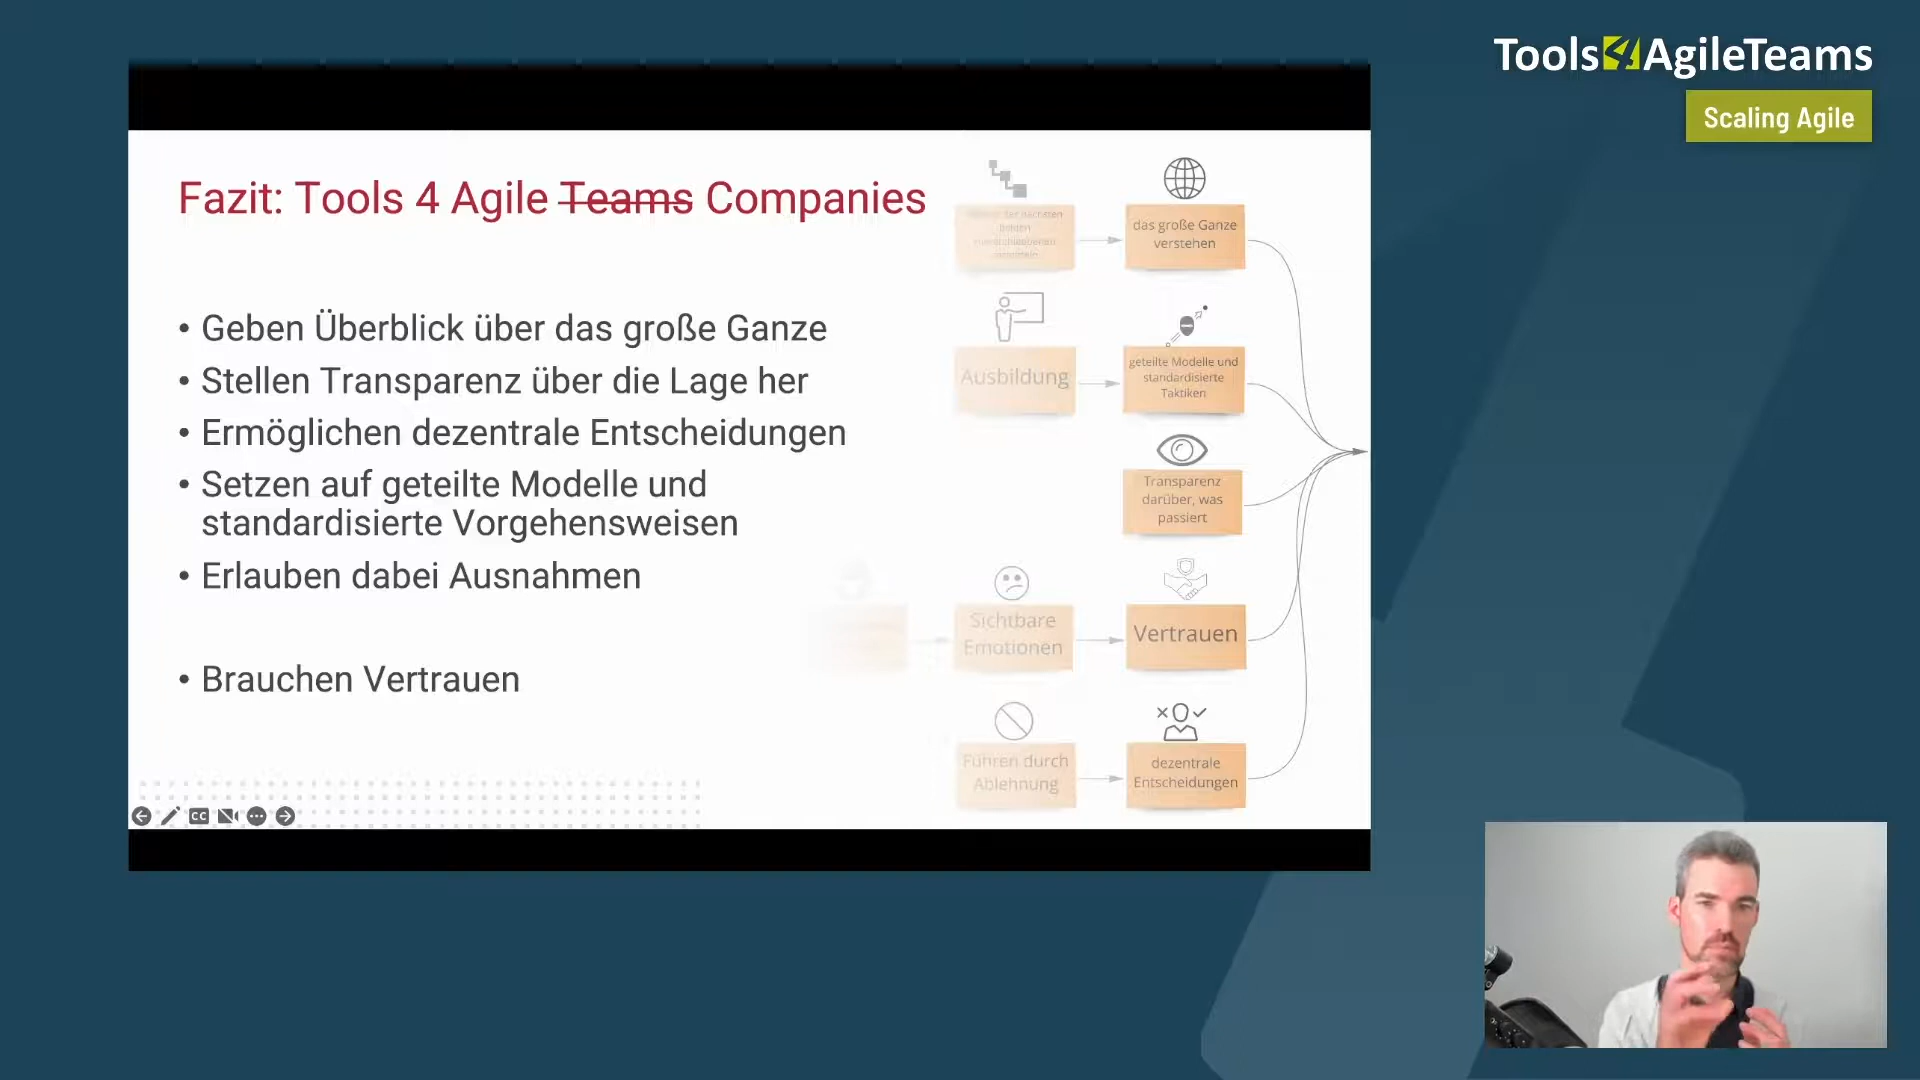 Tools4AgileTeams
Scaling Agile
Fazit: Tools 4 Agile Teams Companies
• Geben Überblick über das große Ganze
• Stellen Transparenz über die Lage her
• Ermöglichen dezentrale Entscheidungen
• Setzen auf geteilte Modelle und
standardisierte Vorgehensweisen
• Erlauben dabei Ausnahmen
• Brauchen Vertrauen
das große Ganze
verstehen
Ausbildung
geteilte Modelle und
standardisierte
Taktiken
Transparenz
darüber, was
passiert
Sichtbare
Emotionen
Vertrauen
Führen durch
Ablehnung
dezentrale
Entscheidungen
CC